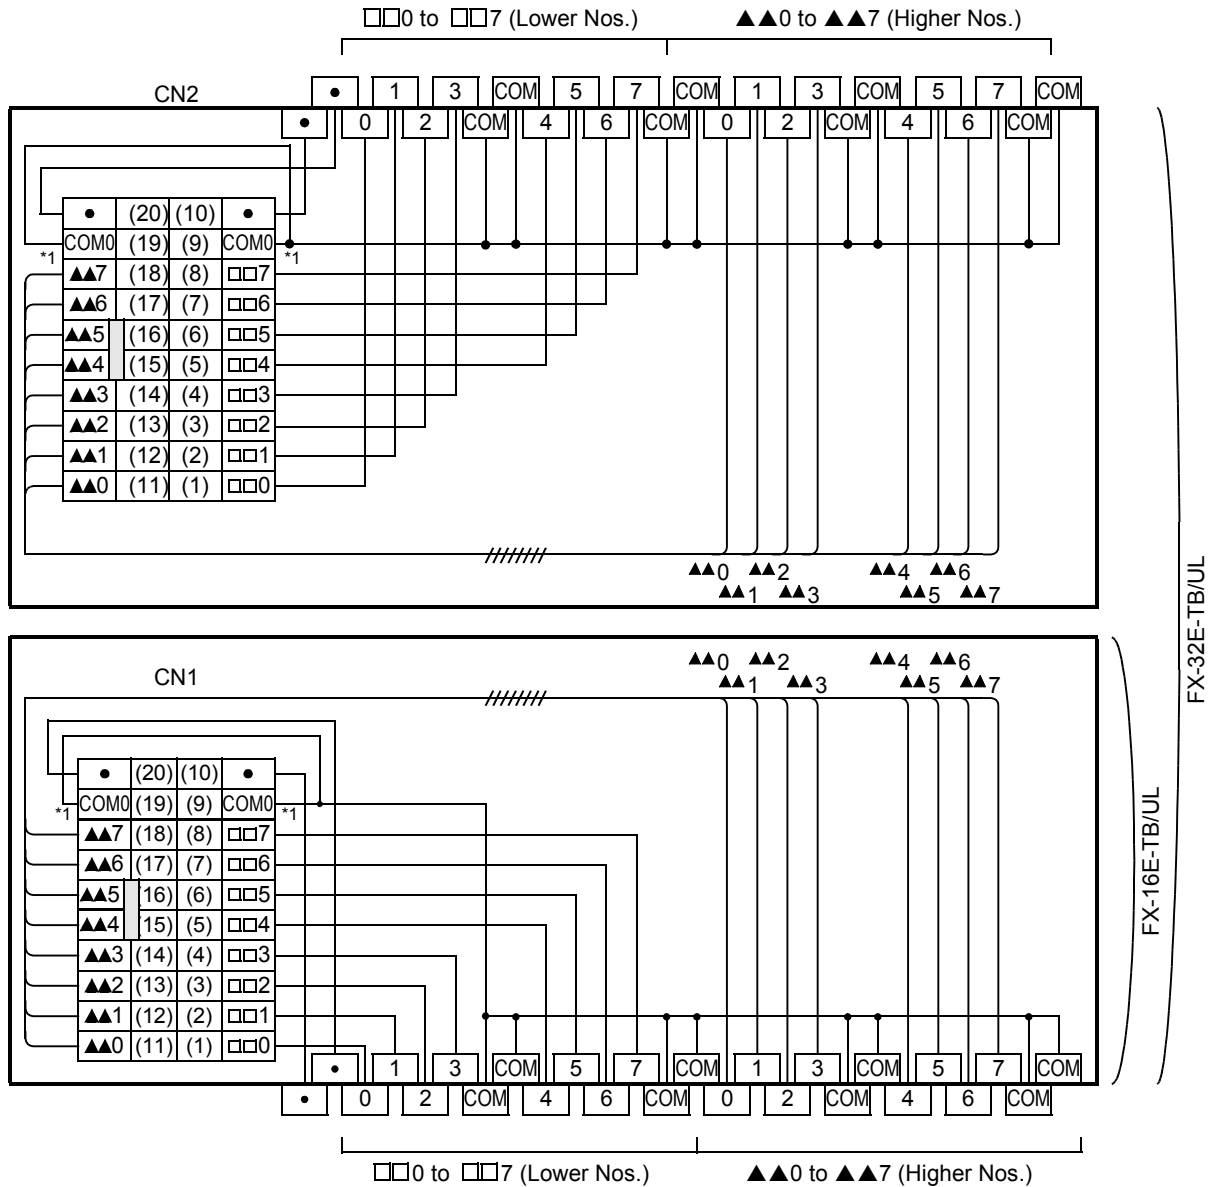 □□0 to □□7 (Lower Nos.) ▲▲0 to ▲▲7 (Higher Nos.)
CN2
• 1 3 COM 5 7 COM 1 3 COM 5 7 COM
• 0 2 COM 4 6 COM 0 2 COM 4 6 COM
• (20) (10) •
COM0 (19) (9) COM0
*1 *1
▲▲7 (18) (8) □□7
▲▲6 (17) (7) □□6
▲▲5 (16) (6) □□5
▲▲4 (15) (5) □□4
▲▲3 (14) (4) □□3
▲▲2 (13) (3) □□2
▲▲1 (12) (2) □□1
▲▲0 (11) (1) □□0
▲▲0 ▲▲2 ▲▲4 ▲▲6
▲▲1 ▲▲3 ▲▲5 ▲▲7
FX-32E-TB/UL
CN1
▲▲0 ▲▲2 ▲▲4 ▲▲6
▲▲1 ▲▲3 ▲▲5 ▲▲7
• (20) (10) •
COM0 (19) (9) COM0
*1 *1
▲▲7 (18) (8) □□7
▲▲6 (17) (7) □□6
▲▲5 (16) (6) □□5
▲▲4 (15) (5) □□4
▲▲3 (14) (4) □□3
▲▲2 (13) (3) □□2
▲▲1 (12) (2) □□1
▲▲0 (11) (1) □□0
FX-16E-TB/UL
• 1 3 COM 5 7 COM 1 3 COM 5 7 COM
• 0 2 COM 4 6 COM 0 2 COM 4 6 COM
□□0 to □□7 (Lower Nos.) ▲▲0 to ▲▲7 (Higher Nos.)